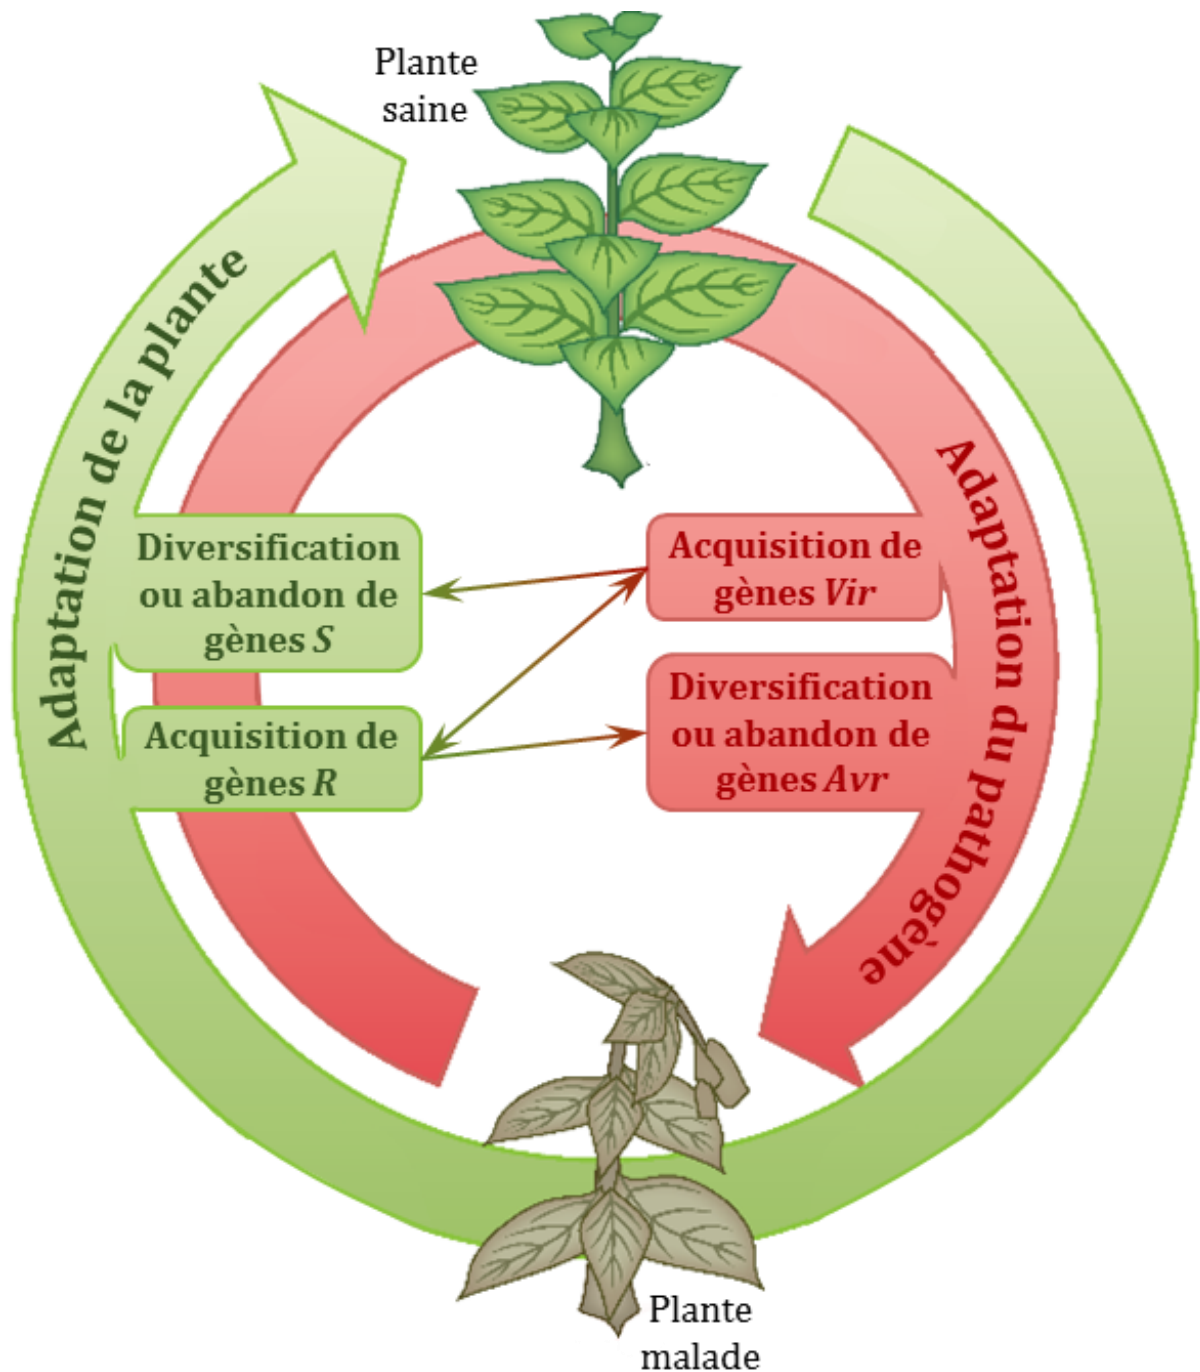 Plante
saine
Adaptation de la plante
Diversification
ou abandon de
gènes S
Acquisition de
gènes R
Acquisition de
gènes Vir
Diversification
ou abandon de
gènes Avr
Adaptation du pathogène
Plante
malade